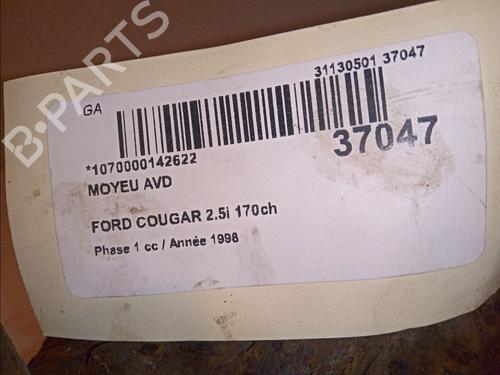 B-PARTS
GA
31130501 37047
37047
*1070000142622
MOYEU AVD
FORD COUGAR 2.5i 170ch
Phase 1 cc / Année 1998